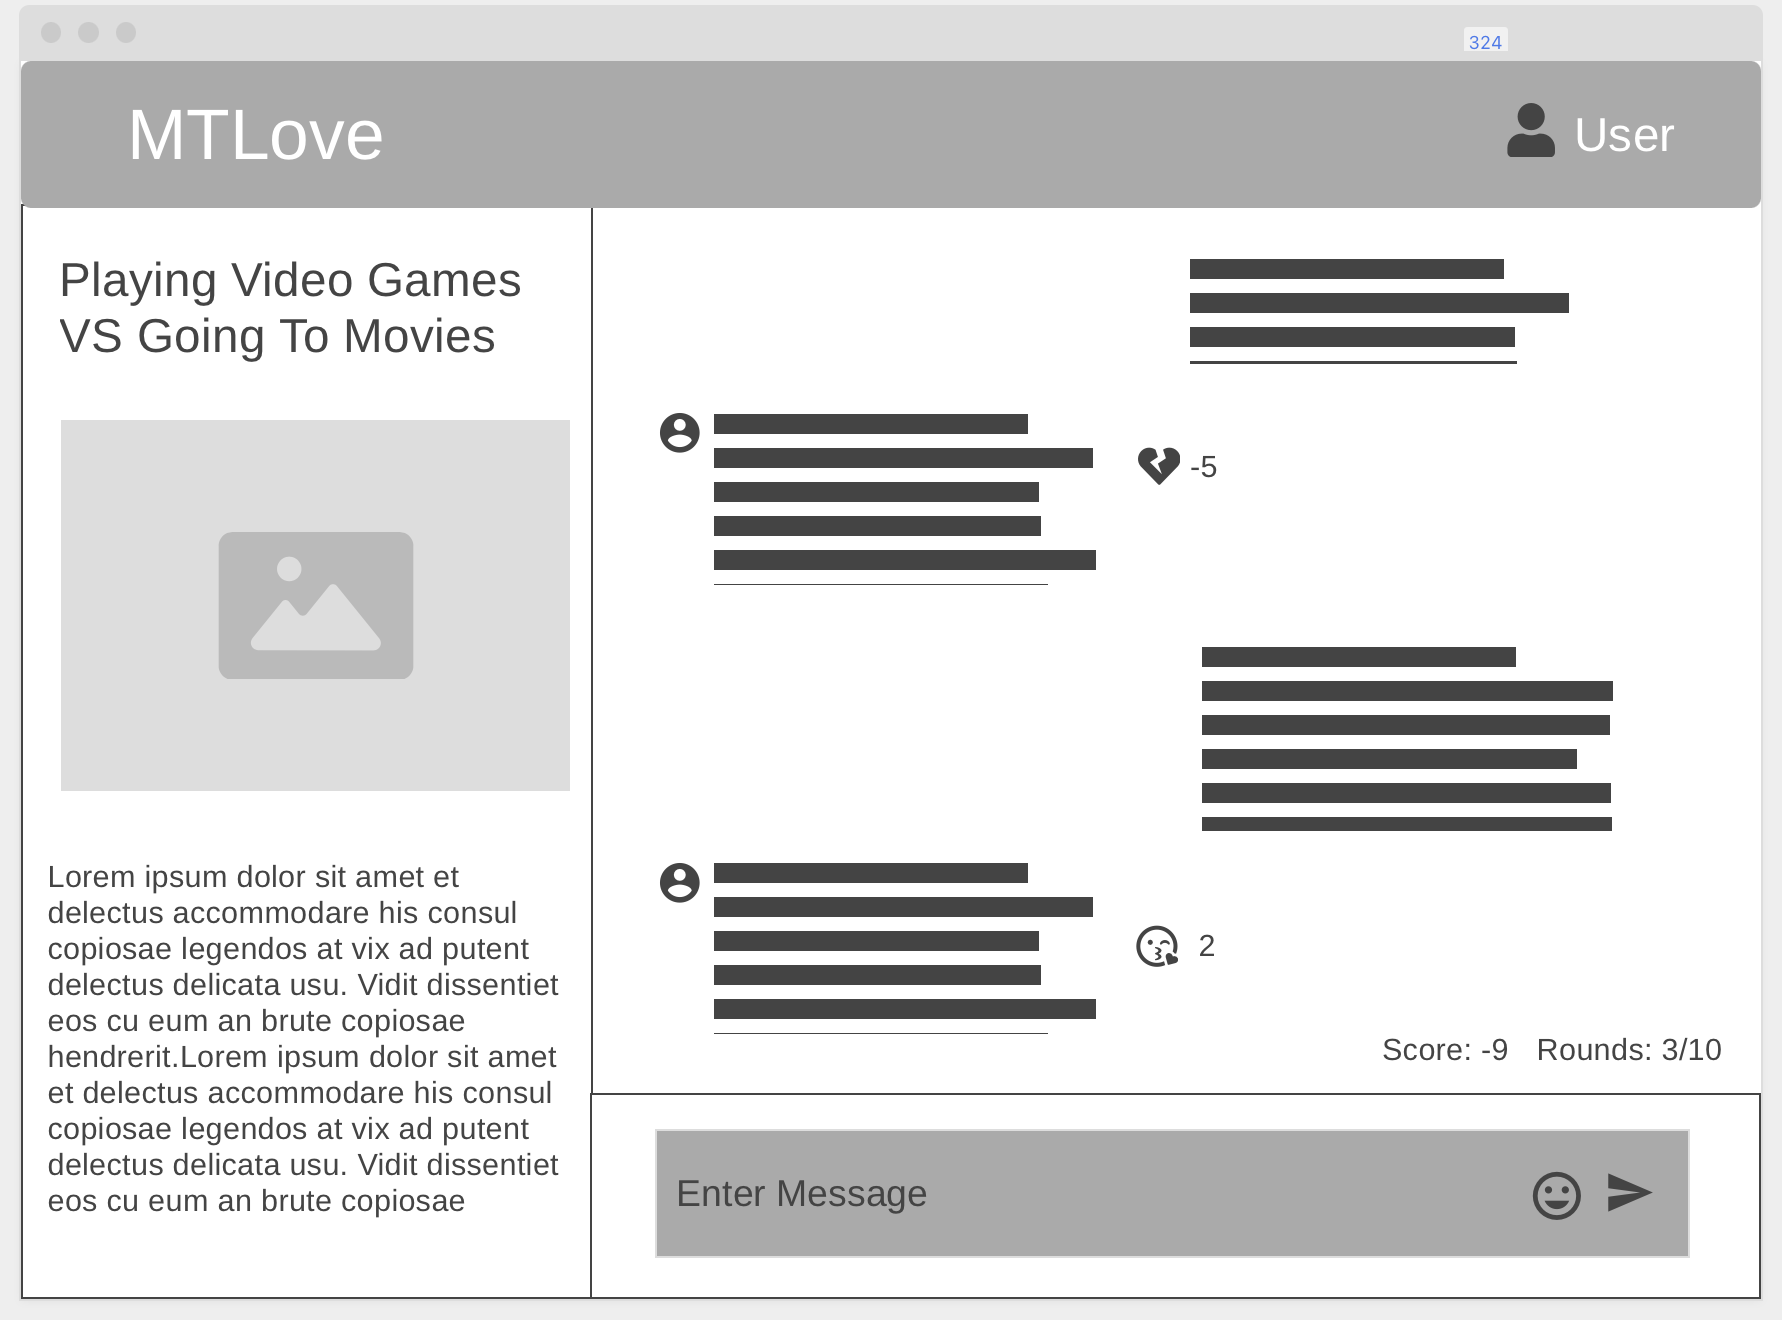 324
MTLove
User
Playing Video Games
VS Going To Movies
Lorem ipsum dolor sit amet et
delectus accommodare his consul
copiosae legendos at vix ad putent
delectus delicata usu. Vidit dissentiet
eos cu eum an brute copiosae
hendrerit.Lorem ipsum dolor sit amet
et delectus accommodare his consul
copiosae legendos at vix ad putent
delectus delicata usu. Vidit dissentiet
eos cu eum an brute copiosae
-5
2
Score: -9 Rounds: 3/10
Enter Message